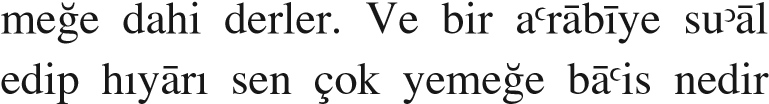 meğe dahi derler. Ve bir aʿrābīye suʾāl
edip hıyārı sen çok yemeğe bāʿis nedir